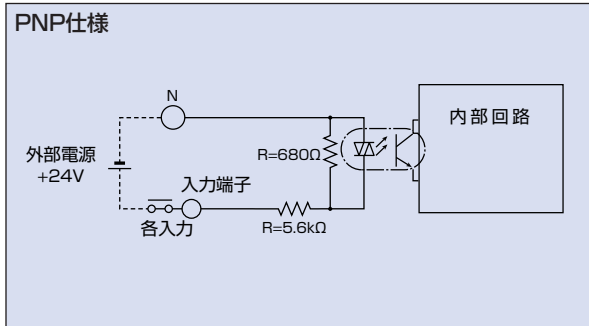 PNP仕様
N
内部回路
外部電源
+24V
R=680Ω
入力端子
各入力
R=5.6kΩ